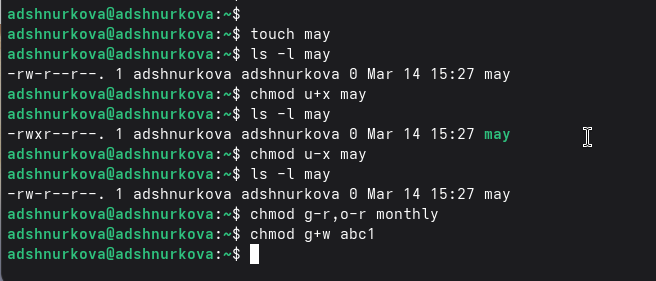 adshnurkova@adshnurkova:~$
adshnurkova@adshnurkova:~$ touch may
adshnurkova@adshnurkova:~$ ls -l may
-rw-r--r--. 1 adshnurkova adshnurkova 0 Mar 14 15:27 may
adshnurkova@adshnurkova:~$ chmod u+x may
adshnurkova@adshnurkova:~$ ls -l may
-rwxr--r--. 1 adshnurkova adshnurkova 0 Mar 14 15:27 may
adshnurkova@adshnurkova:~$ chmod u-x may
adshnurkova@adshnurkova:~$ ls -l may
-rw-r--r--. 1 adshnurkova adshnurkova 0 Mar 14 15:27 may
adshnurkova@adshnurkova:~$ chmod g-r,o-r monthly
adshnurkova@adshnurkova:~$ chmod g+w abc1
adshnurkova@adshnurkova:~$